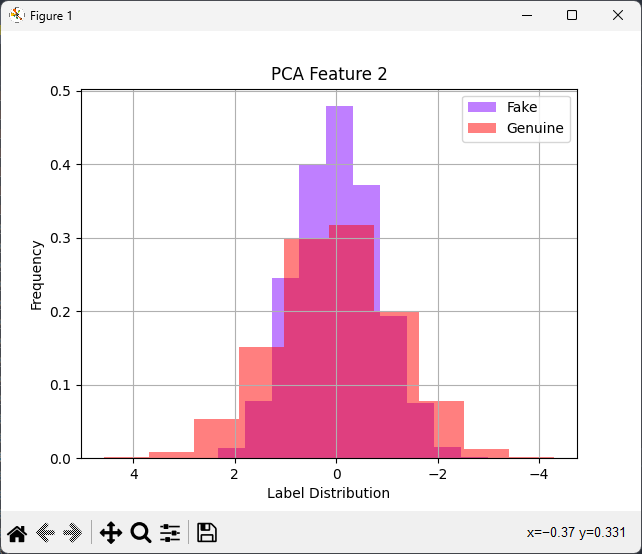 Figure 1
PCA Feature 2
Fake
Genuine
0.5
0.4
0.3
0.2
0.1
0.0
Frequency
4 2 0 −2 −4
Label Distribution
x=−0.37 y=0.331